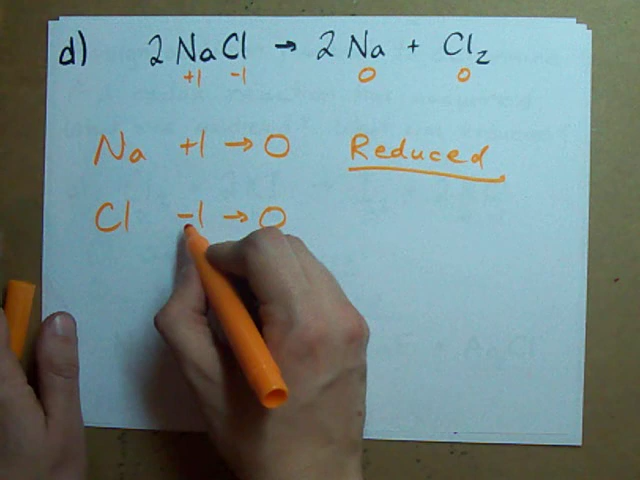 d) 2 NaCl → 2 Na + Cl₂
+1 -1 0 0
Na +1 → 0 Reduced
Cl -1 → 0